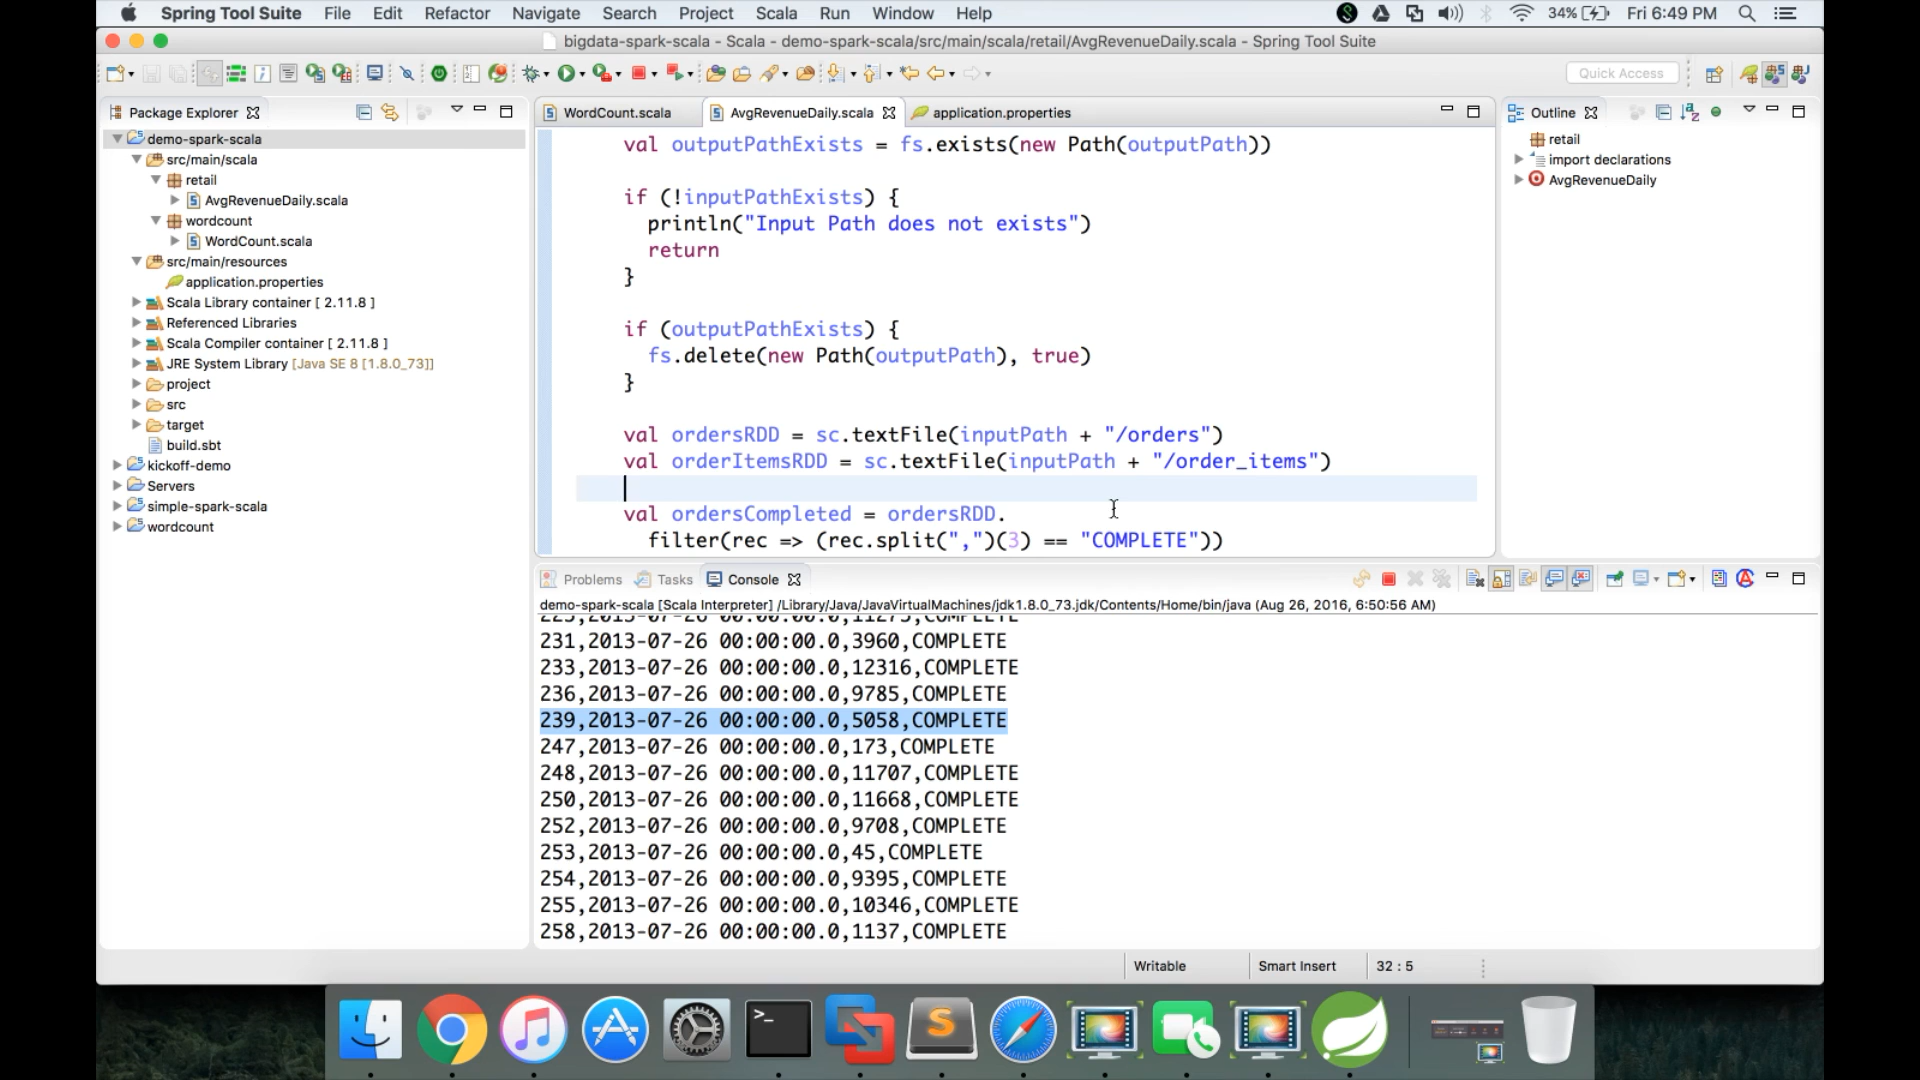 Spring Tool Suite File Edit Refactor Navigate Search Project Scala Run Window Help 34% Fri 6:49 PM
bigdata-spark-scala - Scala - demo-spark-scala/src/main/scala/retail/AvgRevenueDaily.scala - Spring Tool Suite
Quick Access
Package Explorer
demo-spark-scala
src/main/scala
retail
AvgRevenueDaily.scala
wordcount
WordCount.scala
src/main/resources
application.properties
Scala Library container [ 2.11.8 ]
Referenced Libraries
Scala Compiler container [ 2.11.8 ]
JRE System Library [Java SE 8 [1.8.0_73]]
project
src
target
build.sbt
kickoff-demo
Servers
simple-spark-scala
wordcount
WordCount.scala AvgRevenueDaily.scala application.properties
val outputPathExists = fs.exists(new Path(outputPath))
if (!inputPathExists) {
println("Input Path does not exists")
return
}
if (outputPathExists) {
fs.delete(new Path(outputPath), true)
}
val ordersRDD = sc.textFile(inputPath + "/orders")
val orderItemsRDD = sc.textFile(inputPath + "/order_items")
val ordersCompleted = ordersRDD.
filter(rec => (rec.split(",")(3) == "COMPLETE"))
Outline
retail
import declarations
AvgRevenueDaily
Problems Tasks Console
demo-spark-scala [Scala Interpreter] /Library/Java/JavaVirtualMachines/jdk1.8.0_73.jdk/Contents/Home/bin/java (Aug 26, 2016, 6:50:56 AM)
231,2013-07-26 00:00:00.0,3960,COMPLETE
233,2013-07-26 00:00:00.0,12316,COMPLETE
236,2013-07-26 00:00:00.0,9785,COMPLETE
239,2013-07-26 00:00:00.0,5058,COMPLETE
247,2013-07-26 00:00:00.0,173,COMPLETE
248,2013-07-26 00:00:00.0,11707,COMPLETE
250,2013-07-26 00:00:00.0,11668,COMPLETE
252,2013-07-26 00:00:00.0,9708,COMPLETE
253,2013-07-26 00:00:00.0,45,COMPLETE
254,2013-07-26 00:00:00.0,9395,COMPLETE
255,2013-07-26 00:00:00.0,10346,COMPLETE
258,2013-07-26 00:00:00.0,1137,COMPLETE
Writable Smart Insert 32 : 5